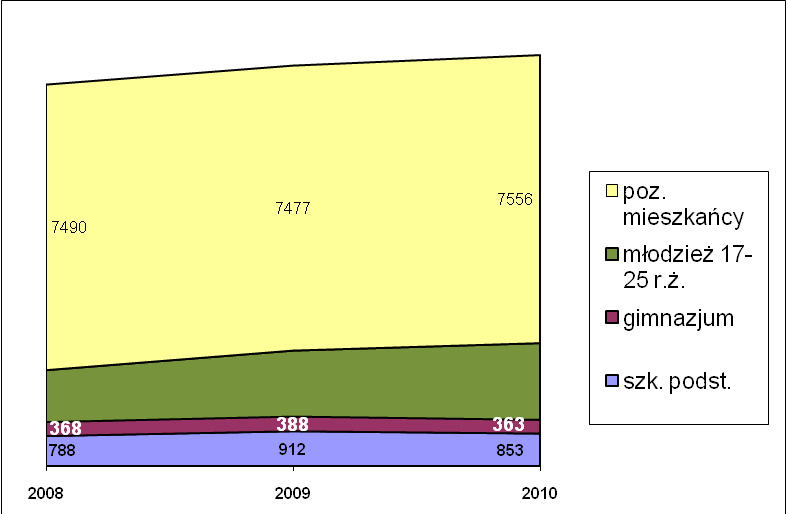 7490
7477
7556
368
388
363
788
912
853
2008
2009
2010
poz.
mieszkańcy
młodzież 17-
25 r.ż.
gimnazjum
szk. podst.